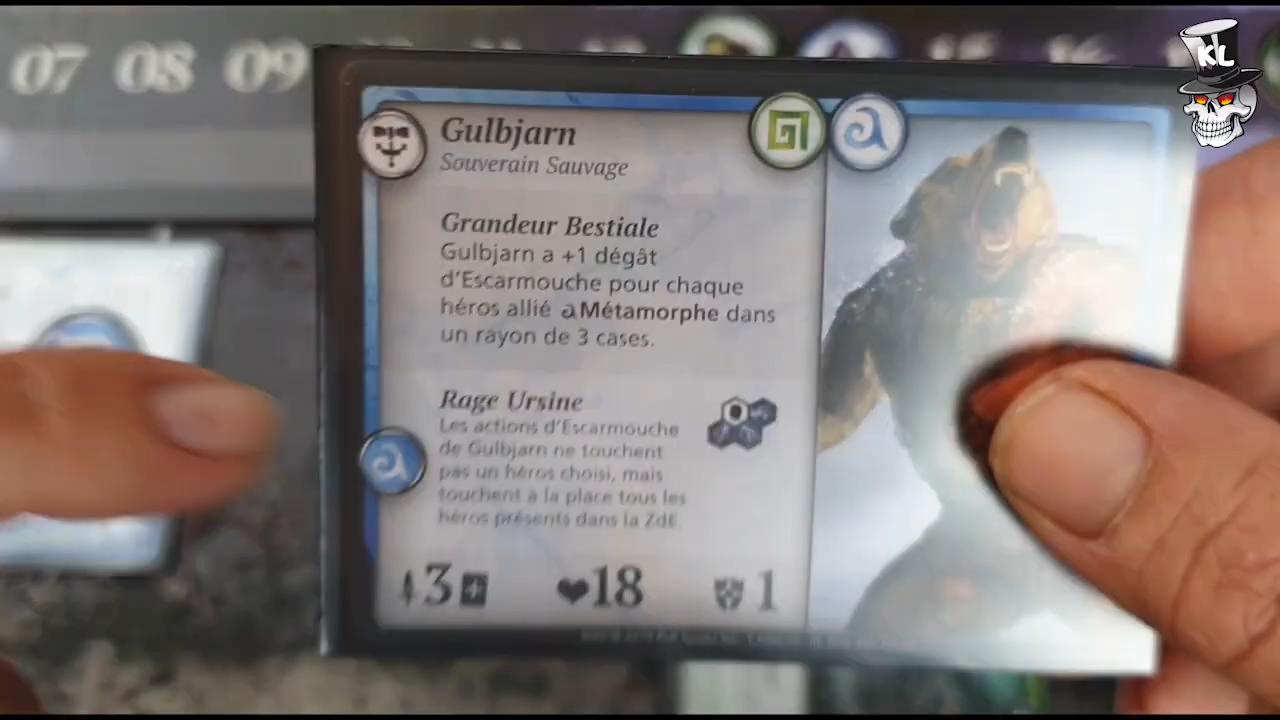 07 08 09
15 16
KL
Gulbjarn
Souverain Sauvage
Grandeur Bestiale
Gulbjarn a +1 dégât
d'Escarmouche pour chaque
héros allié Métamorphe dans
un rayon de 3 cases.
Rage Ursine
Les actions d'Escarmouche
de Gulbjarn ne touchent
pas un héros choisi, mais
touchent à la place tous les
héros présents dans la ZdE.
3 18 1